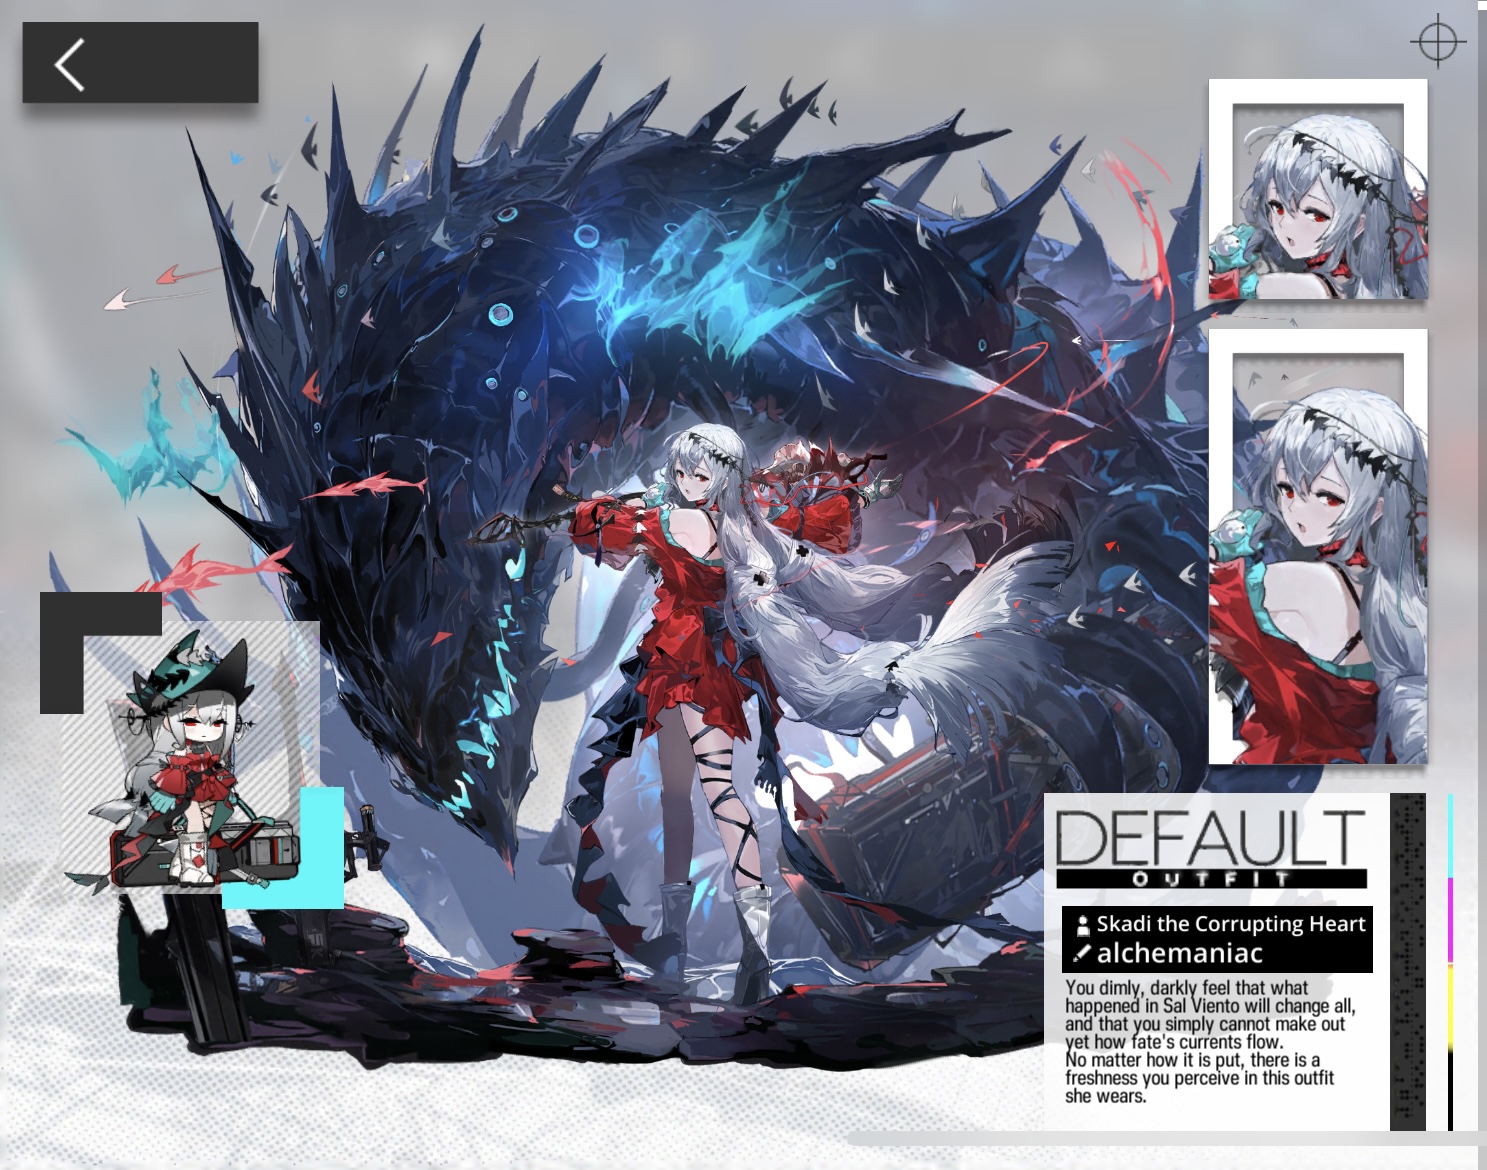 DEFAULT
OUTFIT
Skadi the Corrupting Heart
alchemaniac
You dimly, darkly feel that what
happened in Sal Viento will change all,
and that you simply cannot make out
yet how fate's currents flow.
No matter how it is put, there is a
freshness you perceive in this outfit
she wears.